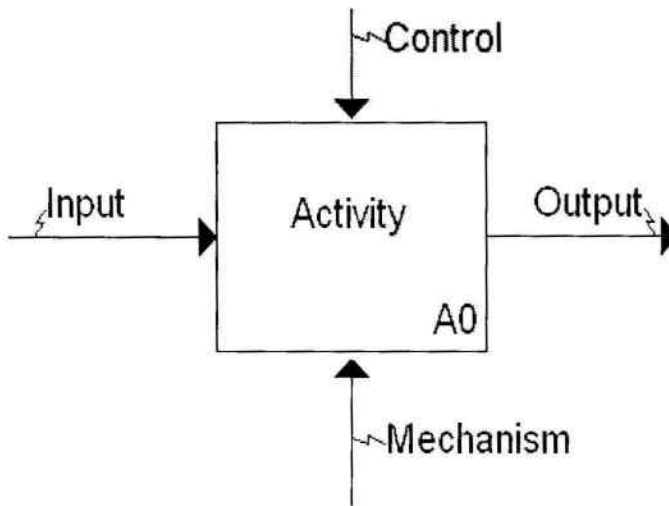 Control
Input
Activity
Output
A0
Mechanism